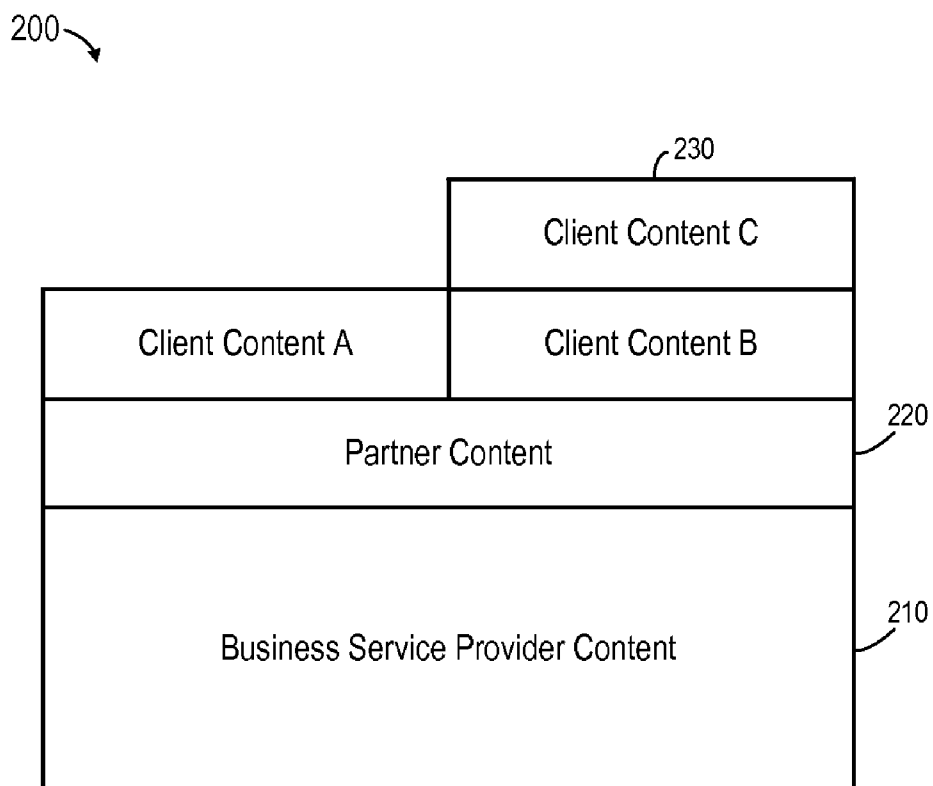 200
230
Client Content C
Client Content A
Client Content B
220
Partner Content
210
Business Service Provider Content